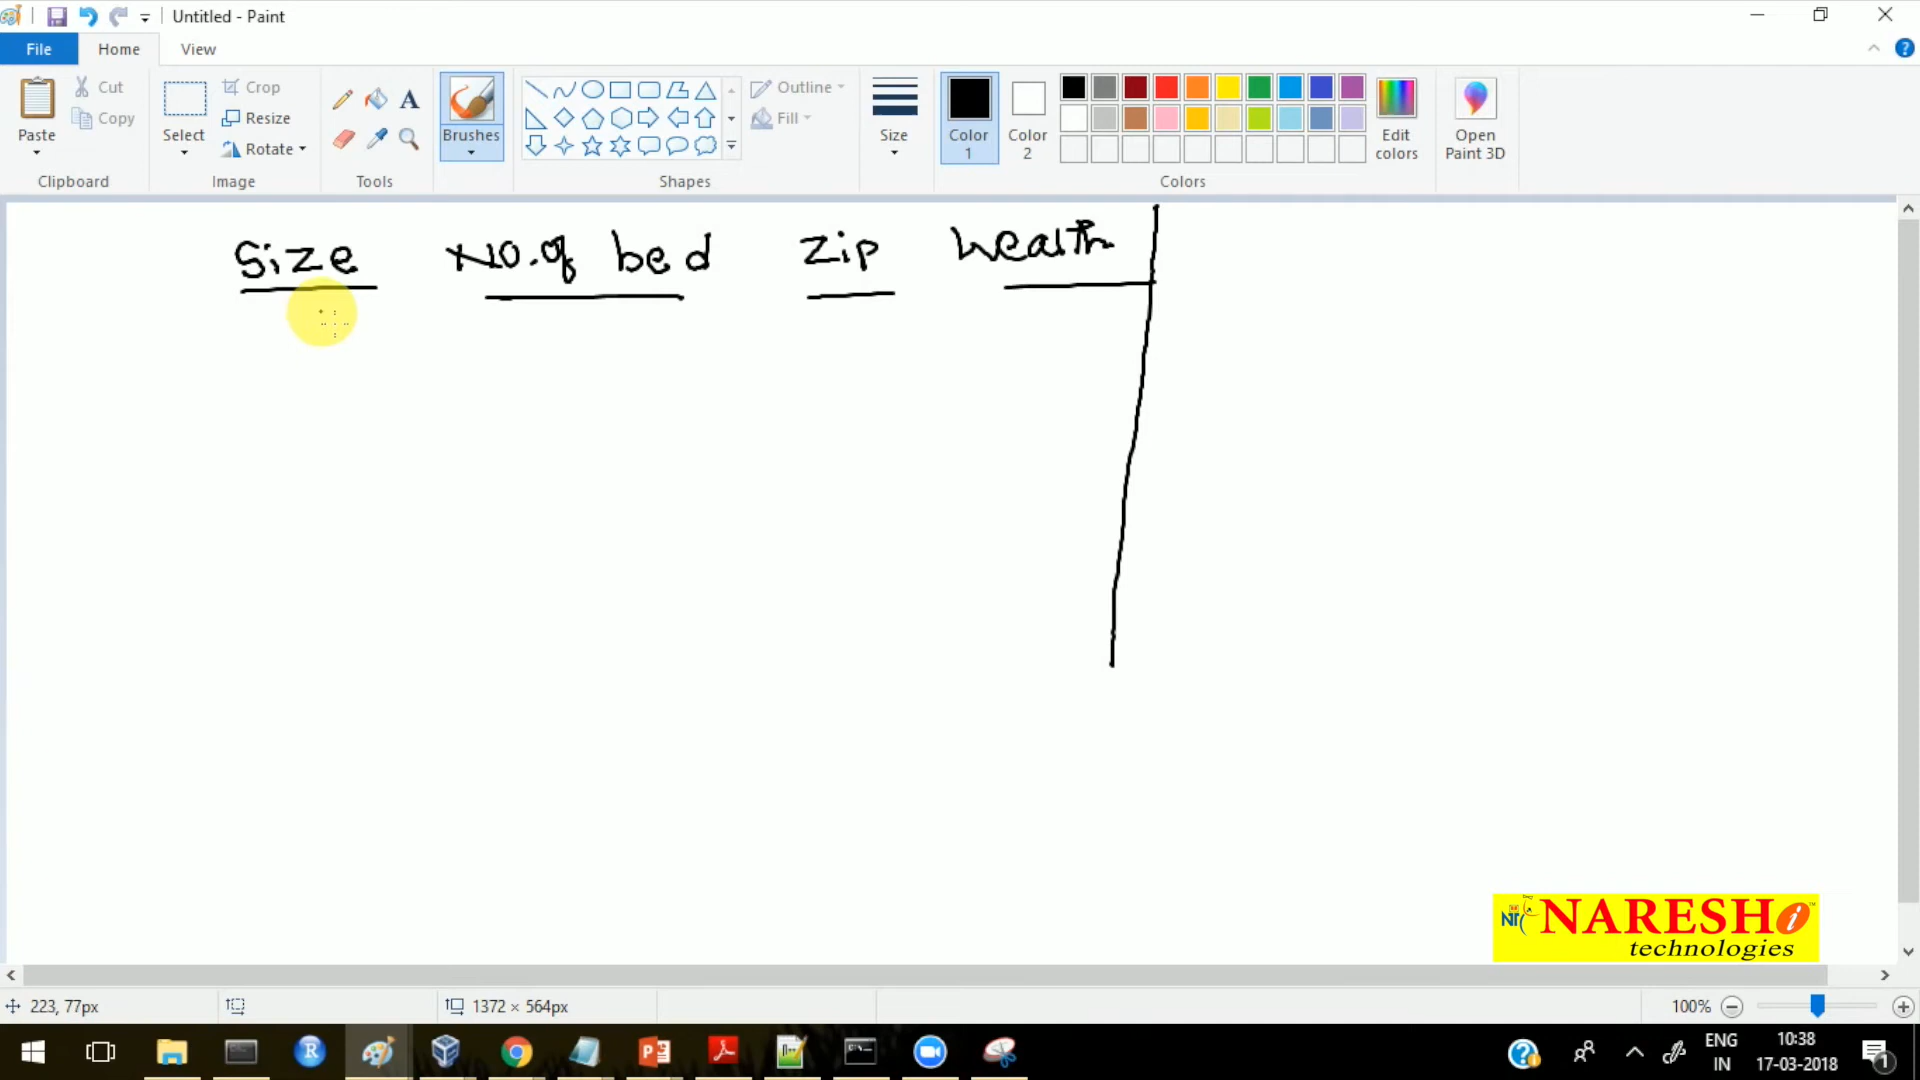 Untitled - Paint
File Home View
Paste Cut Copy Select Crop Resize Rotate Brushes Outline Fill Size Color 1 Color 2 Edit colors Open Paint 3D
Clipboard Image Tools Shapes Colors
Size No.of bed Zip Wealth
NARESH i
technologies
223, 77px 1372 × 564px 100%
ENG 10:38
IN 17-03-2018 1